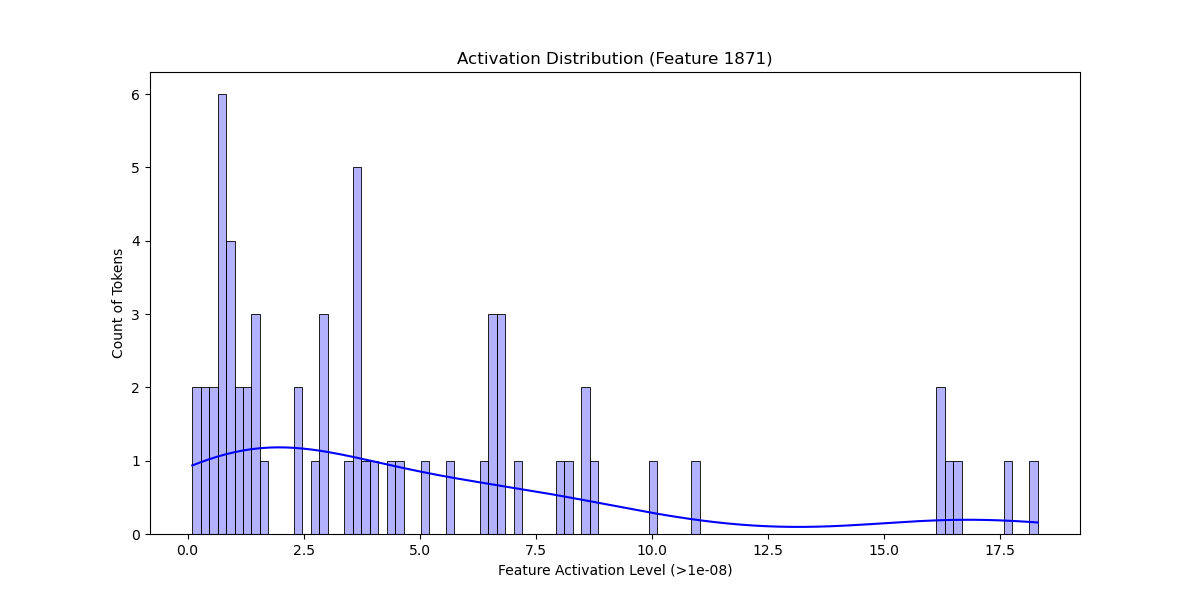 Activation Distribution (Feature 1871)
6
5
4
3
2
1
0
Count of Tokens
0.0 2.5 5.0 7.5 10.0 12.5 15.0 17.5
Feature Activation Level (>1e-08)